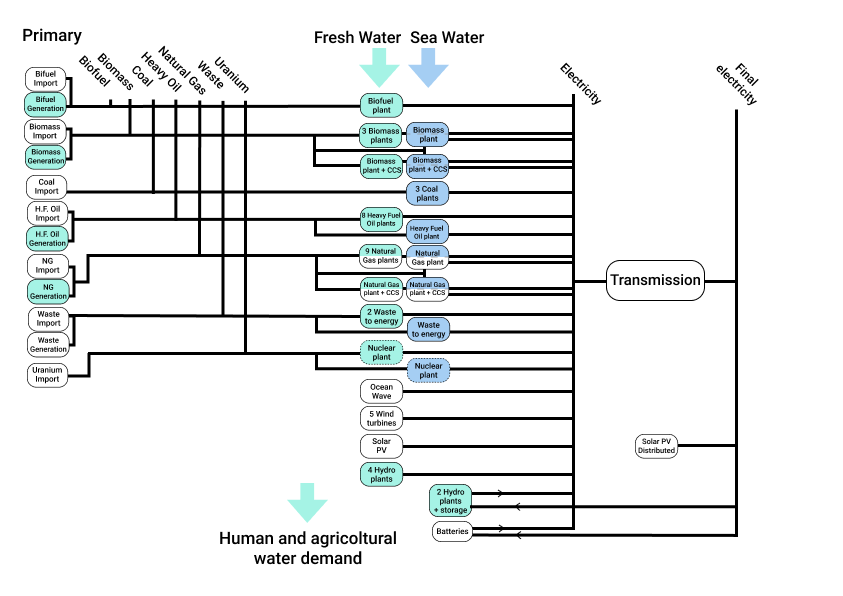 Primary
Fresh Water
Sea Water
Biofuel
Biomass
Coal
Heavy Oil
Natural Gas
Waste
Uranium
Electricity
Final
electricity
Bifuel
Import
Bifuel
Generation
Biomass
Import
Biomass
Generation
Coal
Import
H.F. Oil
Import
H.F. Oil
Generation
NG
Import
NG
Generation
Waste
Import
Waste
Generation
Uranium
Import
Biofuel
plant
3 Biomass
plants
Biomass
plant
Biomass
plant + CCS
Biomass
plant + CCS
3 Coal
plants
8 Heavy Fuel
Oil plants
Heavy Fuel
Oil plant
9 Natural
Gas plants
Natural
Gas plant
Natural Gas
plant + CCS
Natural Gas
plant + CCS
2 Waste
to energy
Waste
to energy
Nuclear
plant
Nuclear
plant
Ocean
Wave
5 Wind
turbines
Solar
PV
4 Hydro
plants
2 Hydro
plants
+ storage
Batteries
Transmission
Solar PV
Distributed
Human and agricoltural
water demand